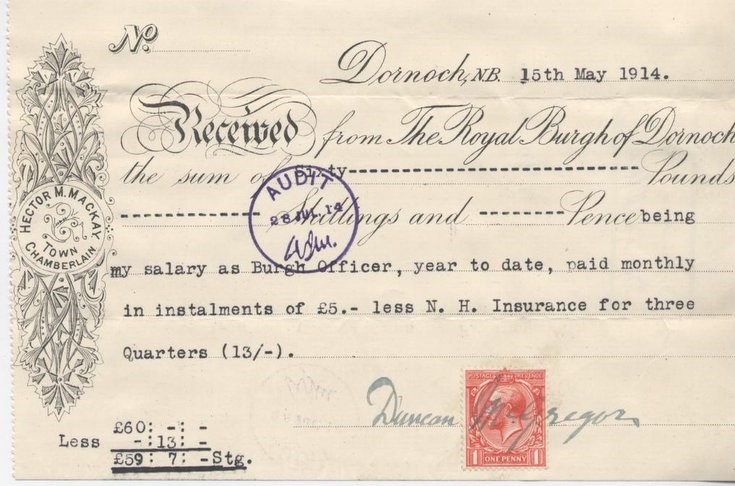 No
Dornoch, N.B. 15th May 1914.
Received from The Royal Burgh of Dornoch
the sum of Sixty-------------------- Pounds
-------------- Shillings and ------- Pence being
my salary as Burgh Officer, year to date, paid monthly
in instalments of £5.- less N. H. Insurance for three
Quarters (13/-).
Duncan McGregor
£60: -: -
Less -:13: -
£59: 7: -Stg.
HECTOR M. MACKAY
TOWN
CHAMBERLAIN
AUDIT
ONE PENNY